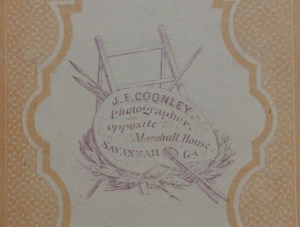 J. F. COONLEY
Photographer.
opposite
Marshall House
SAVANNAH GA